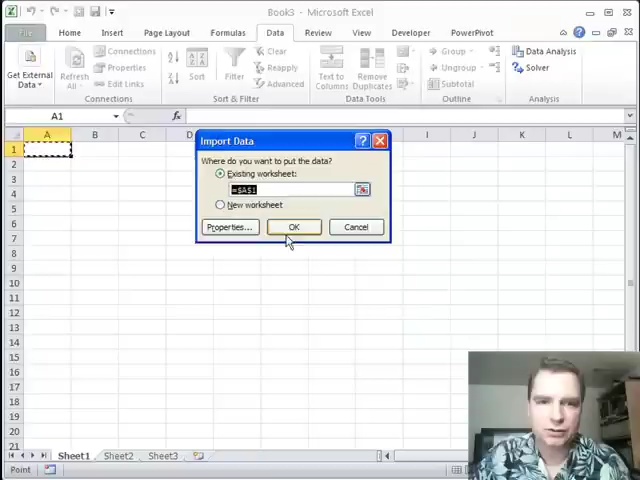 Book3 - Microsoft Excel
File Home Insert Page Layout Formulas Data Review View Developer PowerPivot
Get External Data
Refresh All
Connections
Properties
Edit Links
Connections
Sort
Filter
Clear
Reapply
Advanced
Sort & Filter
Text to Columns
Remove Duplicates
Data Tools
Group
Ungroup
Subtotal
Outline
Data Analysis
Solver
Analysis
A1 fx
A B C D I J K L M
1
2
3
4
5
6
7
8
9
10
11
12
13
14
15
16
17
18
19
20
21
Import Data
Where do you want to put the data?
Existing worksheet:
=$A$1
New worksheet
Properties... OK Cancel
Sheet1 Sheet2 Sheet3
Point